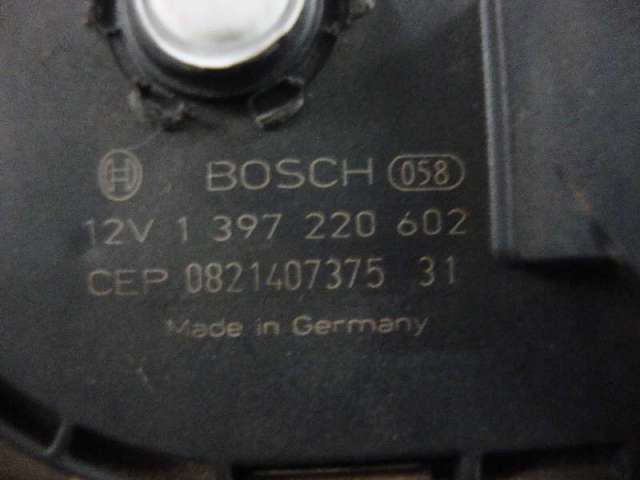 BOSCH 058
12V 1 397 220 602
CEP 0821407375 31
Made in Germany